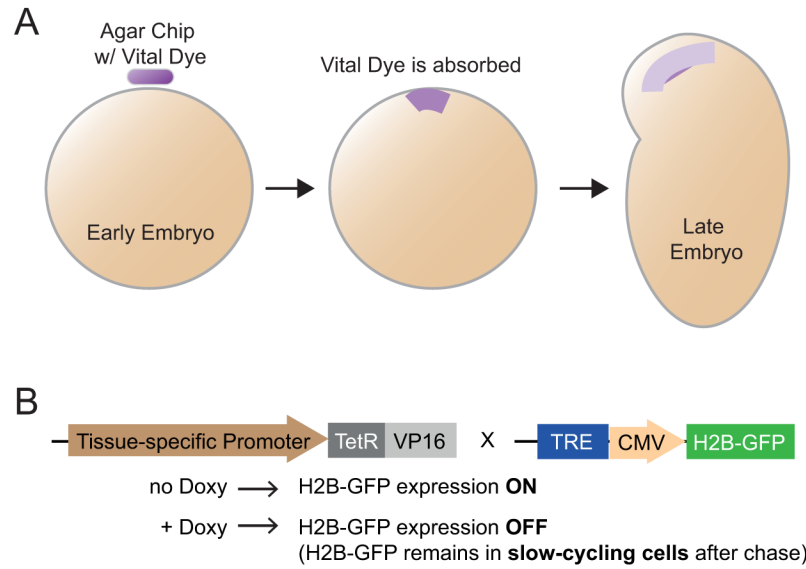 A
Agar Chip
w/ Vital Dye
Vital Dye is absorbed
Early Embryo
Late
Embryo
B
Tissue-specific Promoter TetR VP16 X TRE CMV H2B-GFP
no Doxy → H2B-GFP expression ON
+ Doxy → H2B-GFP expression OFF
(H2B-GFP remains in slow-cycling cells after chase)